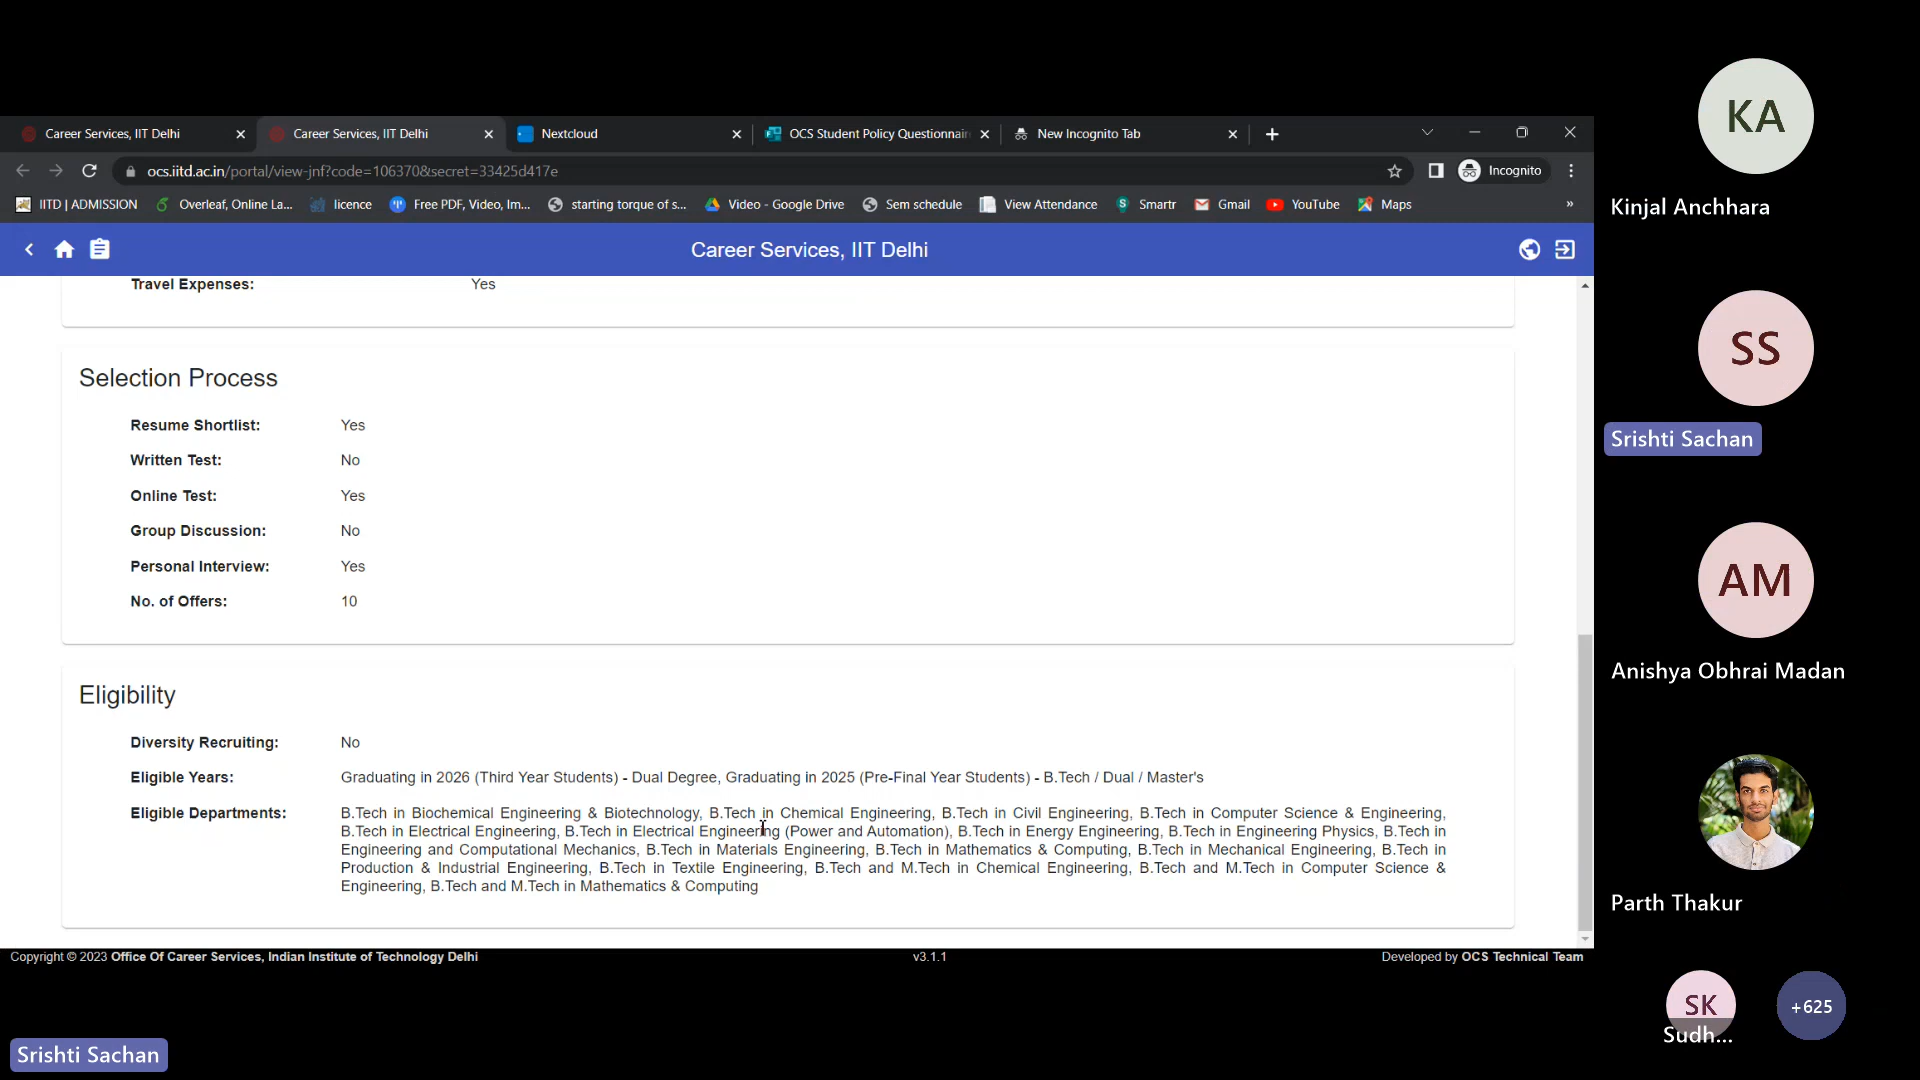 Career Services, IIT Delhi
Career Services, IIT Delhi
Nextcloud
OCS Student Policy Questionnair
New Incognito Tab
ocs.iitd.ac.in/portal/view-jnf?code=106370&secret=33425d417e
Incognito
IITD | ADMISSION
Overleaf, Online La...
licence
Free PDF, Video, Im...
starting torque of s...
Video - Google Drive
Sem schedule
View Attendance
Smartr
Gmail
YouTube
Maps
»
Career Services, IIT Delhi
Travel Expenses: Yes
Selection Process
Resume Shortlist: Yes
Written Test: No
Online Test: Yes
Group Discussion: No
Personal Interview: Yes
No. of Offers: 10
Eligibility
Diversity Recruiting: No
Eligible Years: Graduating in 2026 (Third Year Students) - Dual Degree, Graduating in 2025 (Pre-Final Year Students) - B.Tech / Dual / Master's
Eligible Departments: B.Tech in Biochemical Engineering & Biotechnology, B.Tech in Chemical Engineering, B.Tech in Civil Engineering, B.Tech in Computer Science & Engineering,
B.Tech in Electrical Engineering, B.Tech in Electrical Engineering (Power and Automation), B.Tech in Energy Engineering, B.Tech in Engineering Physics, B.Tech in
Engineering and Computational Mechanics, B.Tech in Materials Engineering, B.Tech in Mathematics & Computing, B.Tech in Mechanical Engineering, B.Tech in
Production & Industrial Engineering, B.Tech in Textile Engineering, B.Tech and M.Tech in Chemical Engineering, B.Tech and M.Tech in Computer Science &
Engineering, B.Tech and M.Tech in Mathematics & Computing
Copyright © 2023 Office Of Career Services, Indian Institute of Technology Delhi
v3.1.1
Developed by OCS Technical Team
Srishti Sachan
KA
Kinjal Anchhara
SS
Srishti Sachan
AM
Anishya Obhrai Madan
Parth Thakur
SK
Sudh...
+625